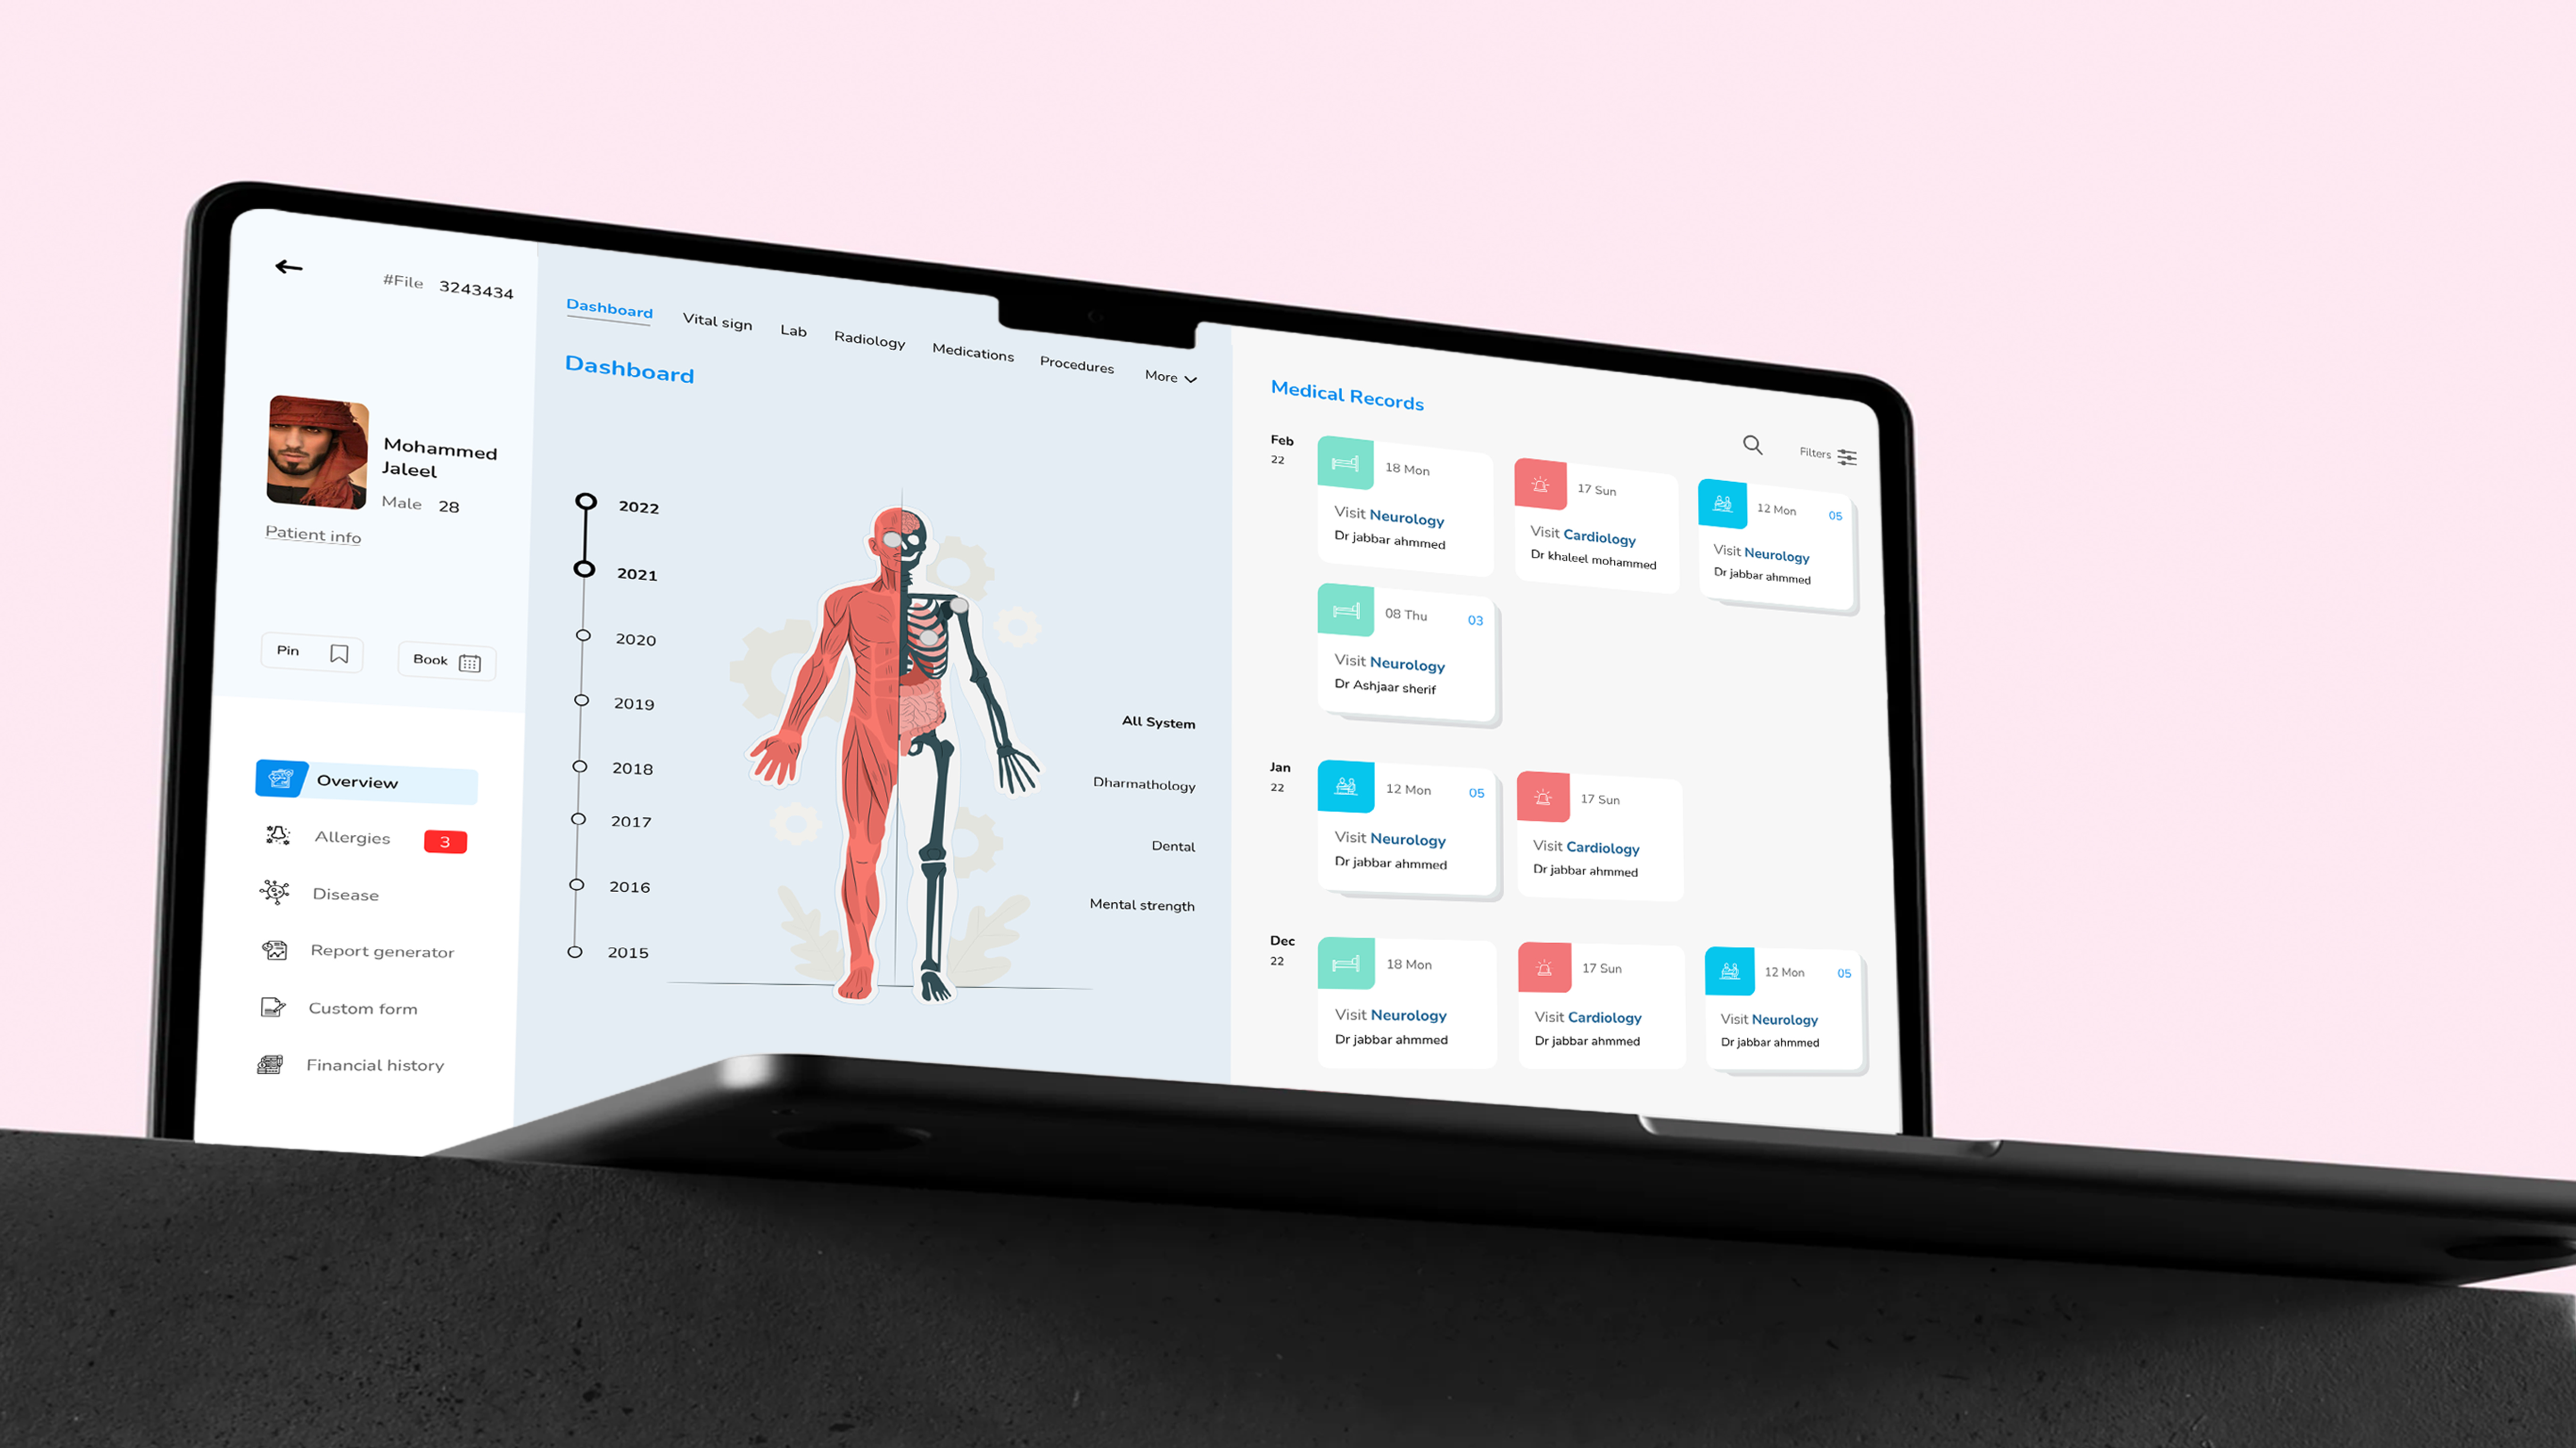 #File 3243434
Mohammed
Jaleel
Male 28
Patient info
Pin
Book
Overview
Allergies 3
Disease
Report generator
Custom form
Financial history
Dashboard Vital sign Lab Radiology Medications Procedures More
Dashboard
2022
2021
2020
2019
2018
2017
2016
2015
All System
Dharmathology
Dental
Mental strength
Medical Records
Filters
Feb
22
18 Mon
Visit Neurology
Dr jabbar ahmmed
17 Sun
Visit Cardiology
Dr khaleel mohammed
12 Mon 05
Visit Neurology
Dr jabbar ahmmed
08 Thu 03
Visit Neurology
Dr Ashjaar sherif
Jan
22
12 Mon 05
Visit Neurology
Dr jabbar ahmmed
17 Sun
Visit Cardiology
Dr jabbar ahmmed
Dec
22
18 Mon
Visit Neurology
Dr jabbar ahmmed
17 Sun
Visit Cardiology
Dr jabbar ahmmed
12 Mon 05
Visit Neurology
Dr jabbar ahmmed